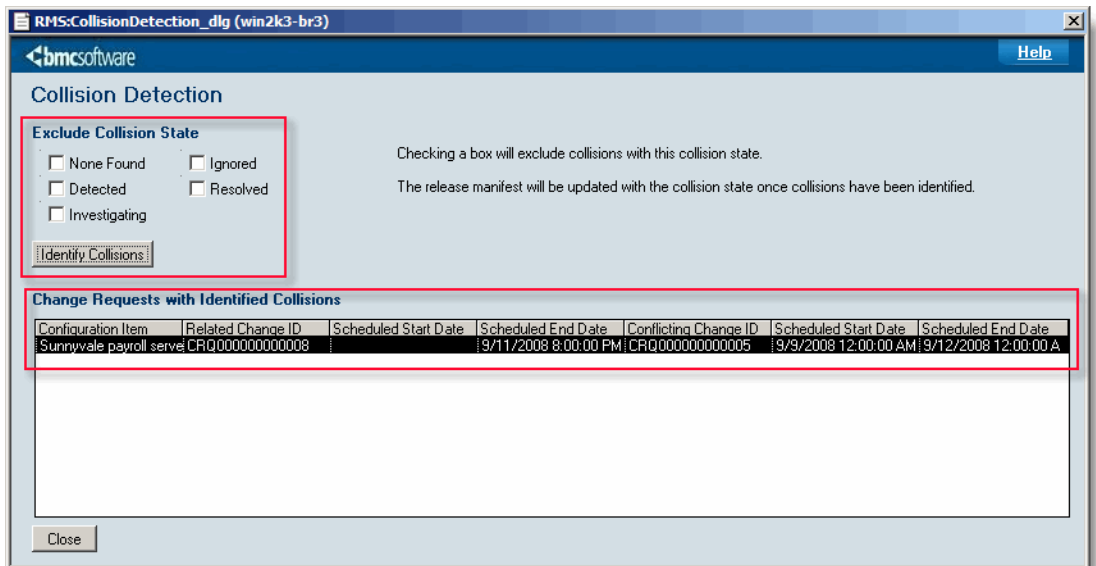 RMS:CollisionDetection_dlg (win2k3-br3)
bmcsoftware Help
Collision Detection
Exclude Collision State
None Found Ignored
Detected Resolved
Investigating
Checking a box will exclude collisions with this collision state.
The release manifest will be updated with the collision state once collisions have been identified.
Identify Collisions
Change Requests with Identified Collisions
Configuration Item Related Change ID Scheduled Start Date Scheduled End Date Conflicting Change ID Scheduled Start Date Scheduled End Date
Sunnyvale payroll serve CRQ000000000008 9/11/2008 8:00:00 PM CRQ000000000005 9/9/2008 12:00:00 AM 9/12/2008 12:00:00 A
Close